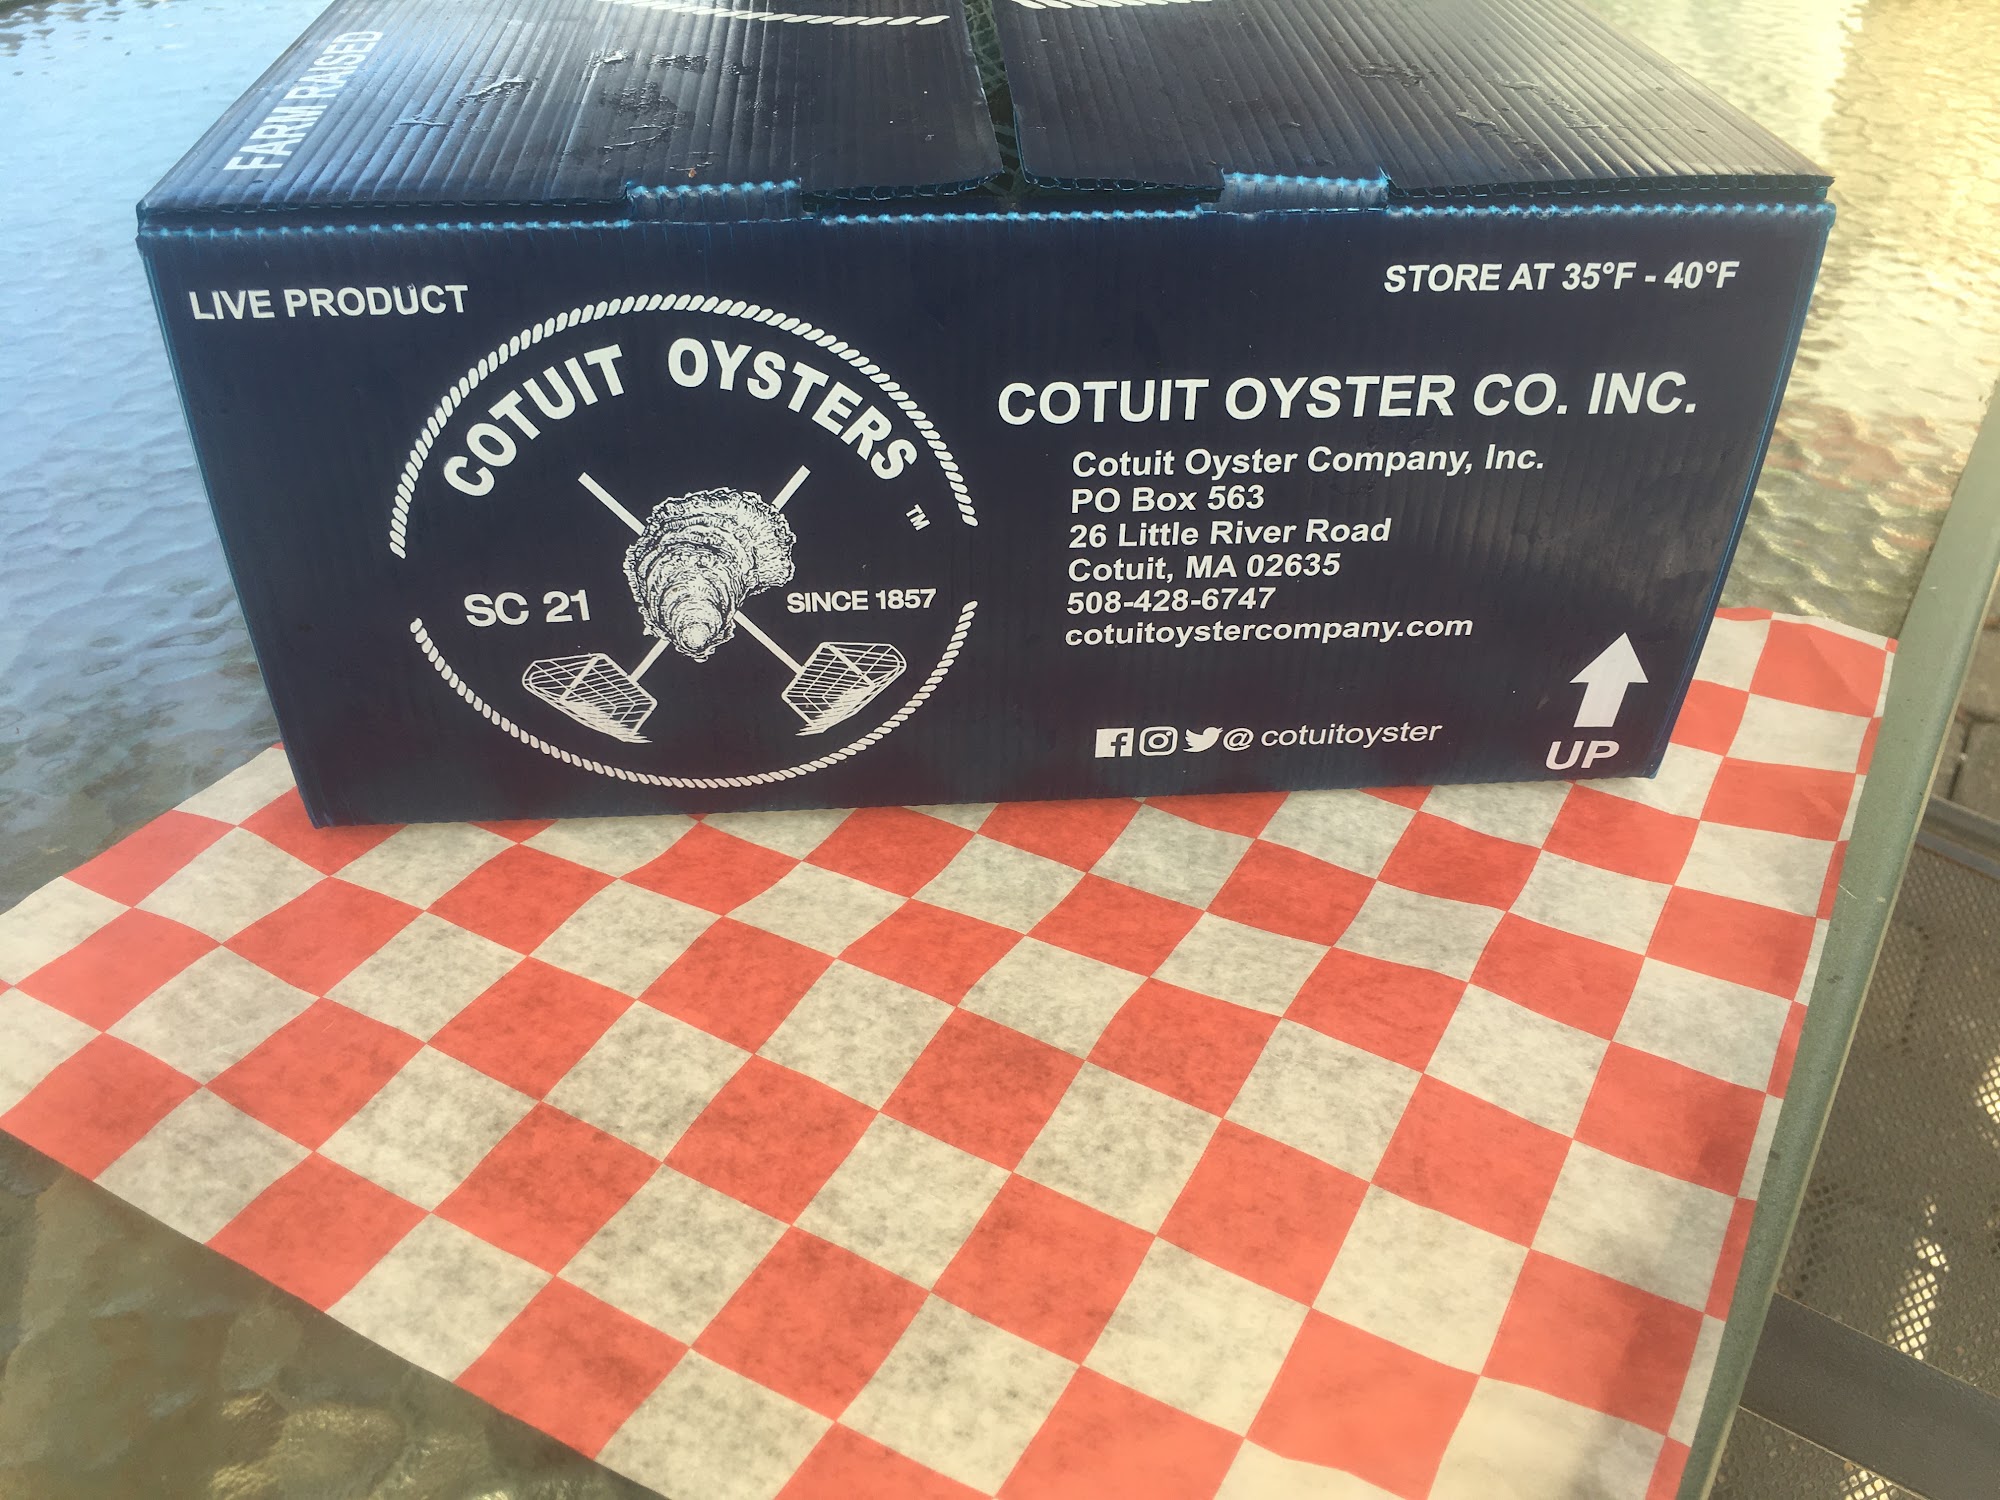 FARM RAISED
LIVE PRODUCT
STORE AT 35°F - 40°F
COTUIT OYSTERS ™
SC 21
SINCE 1857
COTUIT OYSTER CO. INC.
Cotuit Oyster Company, Inc.
PO Box 563
26 Little River Road
Cotuit, MA 02635
508-428-6747
cotuitoystercompany.com
@ cotuitoyster
UP